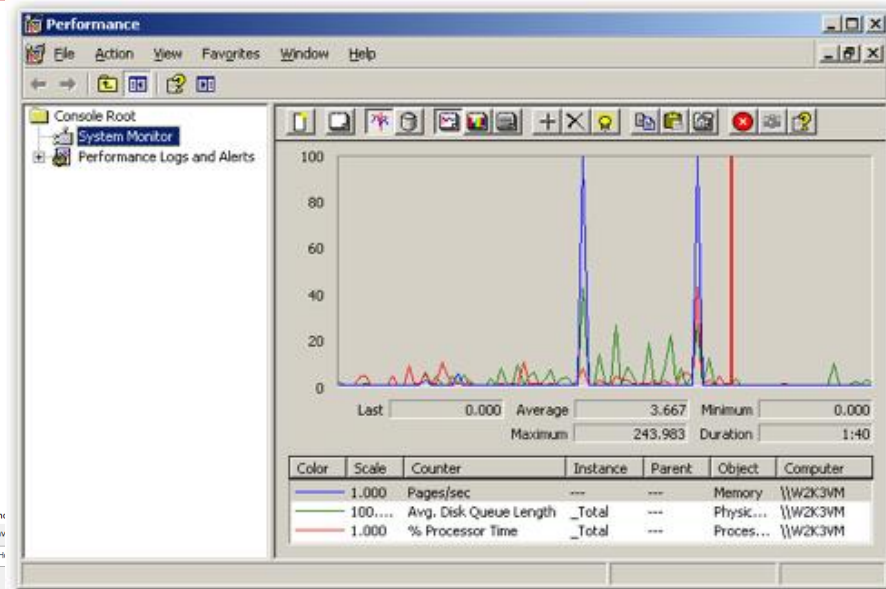 Performance
File Action View Favorites Window Help
Console Root
System Monitor
Performance Logs and Alerts
100
80
60
40
20
0
Last 0.000 Average 3.667 Minimum 0.000
Maximum 243.983 Duration 1:40
Color Scale Counter Instance Parent Object Computer
1.000 Pages/sec --- --- Memory \\W2K3VM
100.... Avg. Disk Queue Length _Total --- Physic... \\W2K3VM
1.000 % Processor Time _Total --- Proces... \\W2K3VM